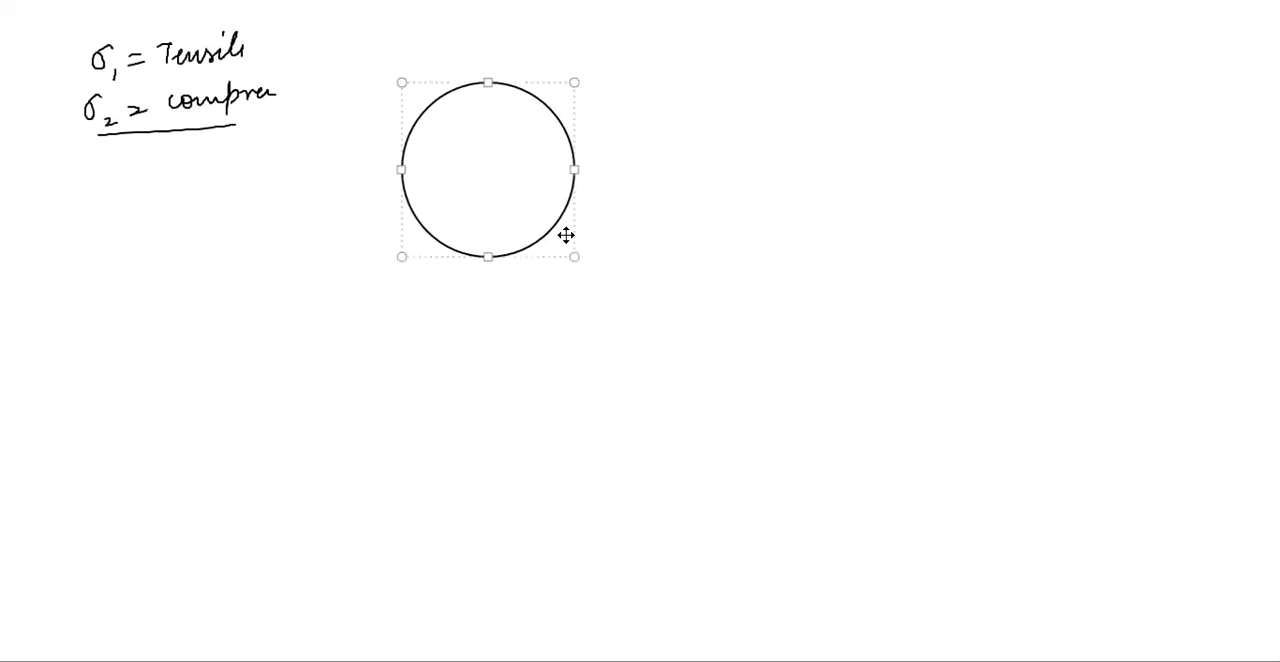 σ₁ = Tensile
σ₂ = compre